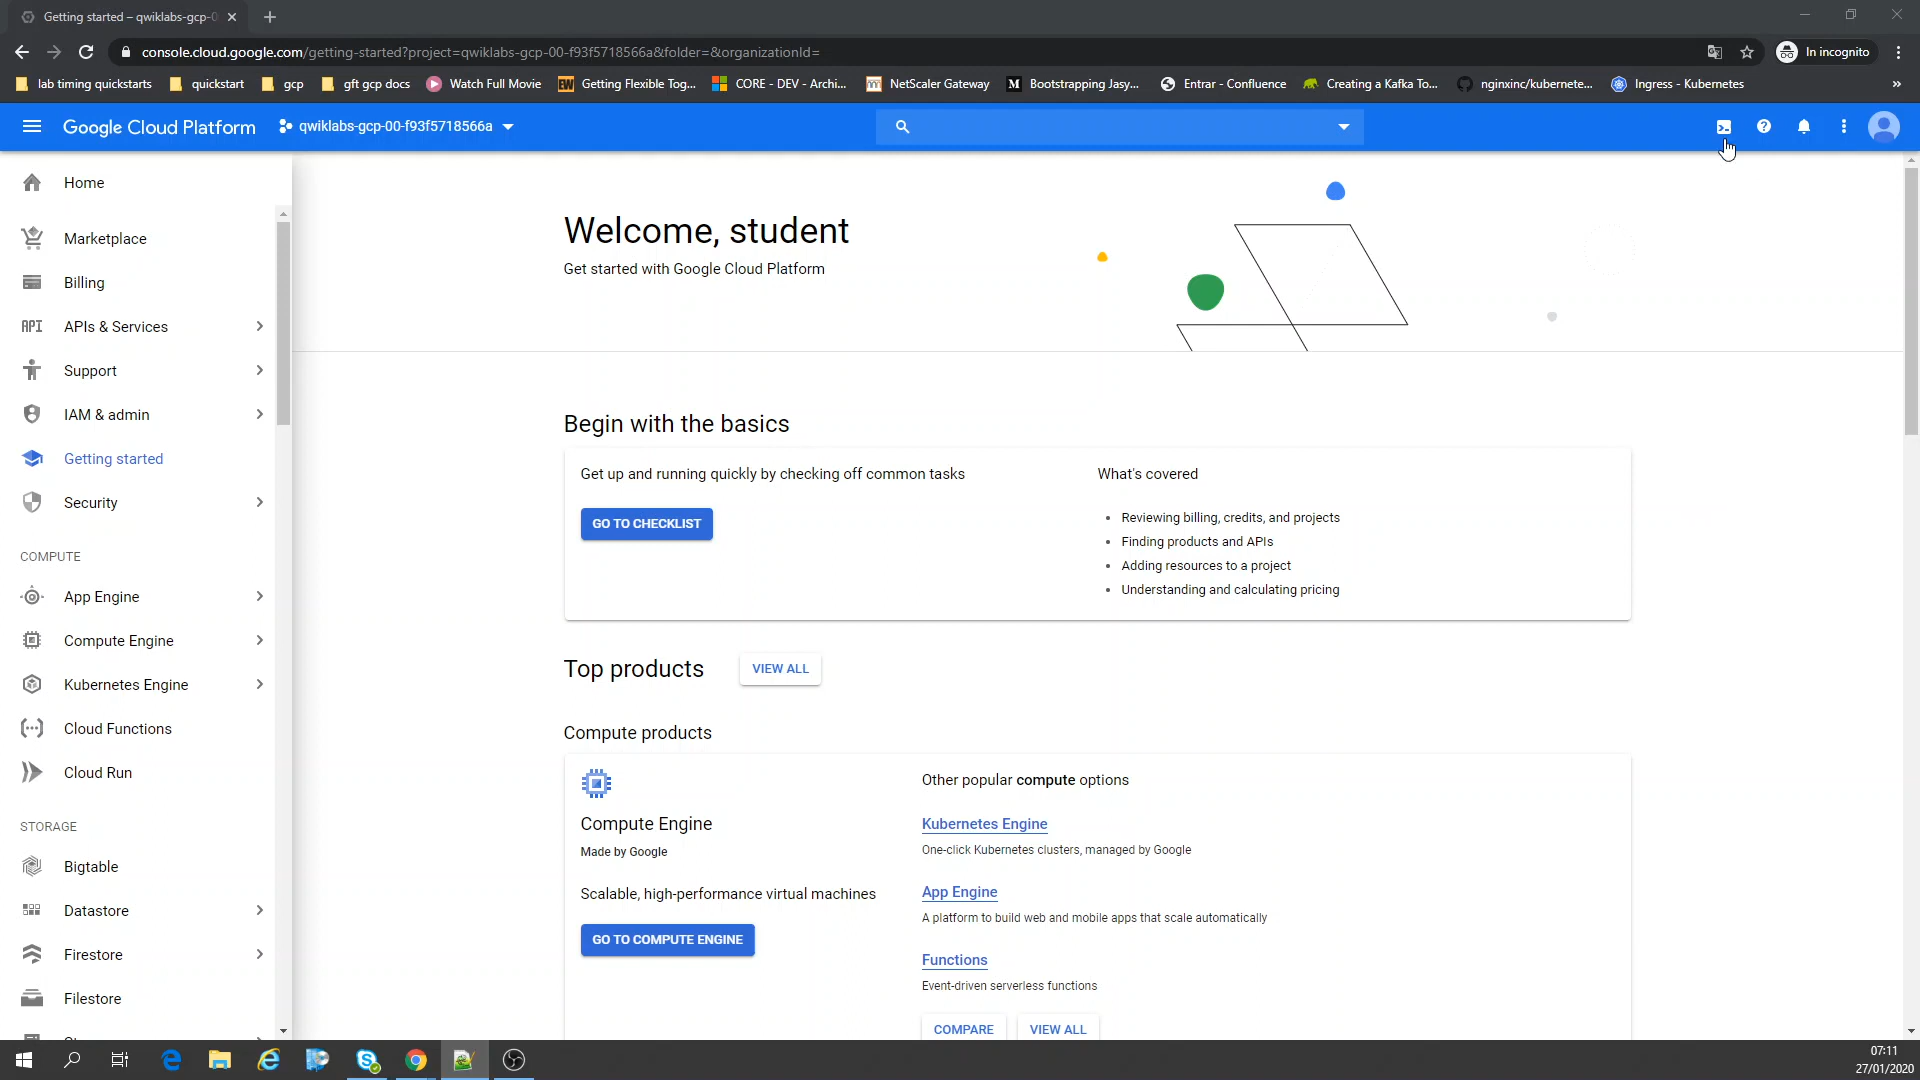 Getting started – qwiklabs-gcp-0
console.cloud.google.com/getting-started?project=qwiklabs-gcp-00-f93f5718566a&folder=&organizationId=
In incognito
lab timing quickstarts
quickstart
gcp
gft gcp docs
Watch Full Movie
Getting Flexible Tog...
CORE - DEV - Archi...
NetScaler Gateway
Bootstrapping Jasy...
Entrar - Confluence
Creating a Kafka To...
nginxinc/kubernete...
Ingress - Kubernetes
»
Google Cloud Platform
qwiklabs-gcp-00-f93f5718566a
Home
Marketplace
Billing
API APIs & Services
Support
IAM & admin
Getting started
Security
COMPUTE
App Engine
Compute Engine
Kubernetes Engine
Cloud Functions
Cloud Run
STORAGE
Bigtable
Datastore
Firestore
Filestore
Welcome, student
Get started with Google Cloud Platform
Begin with the basics
Get up and running quickly by checking off common tasks
GO TO CHECKLIST
What's covered
• Reviewing billing, credits, and projects
• Finding products and APIs
• Adding resources to a project
• Understanding and calculating pricing
Top products
VIEW ALL
Compute products
Compute Engine
Made by Google
Scalable, high-performance virtual machines
GO TO COMPUTE ENGINE
Other popular compute options
Kubernetes Engine
One-click Kubernetes clusters, managed by Google
App Engine
A platform to build web and mobile apps that scale automatically
Functions
Event-driven serverless functions
COMPARE
VIEW ALL
07:11
27/01/2020